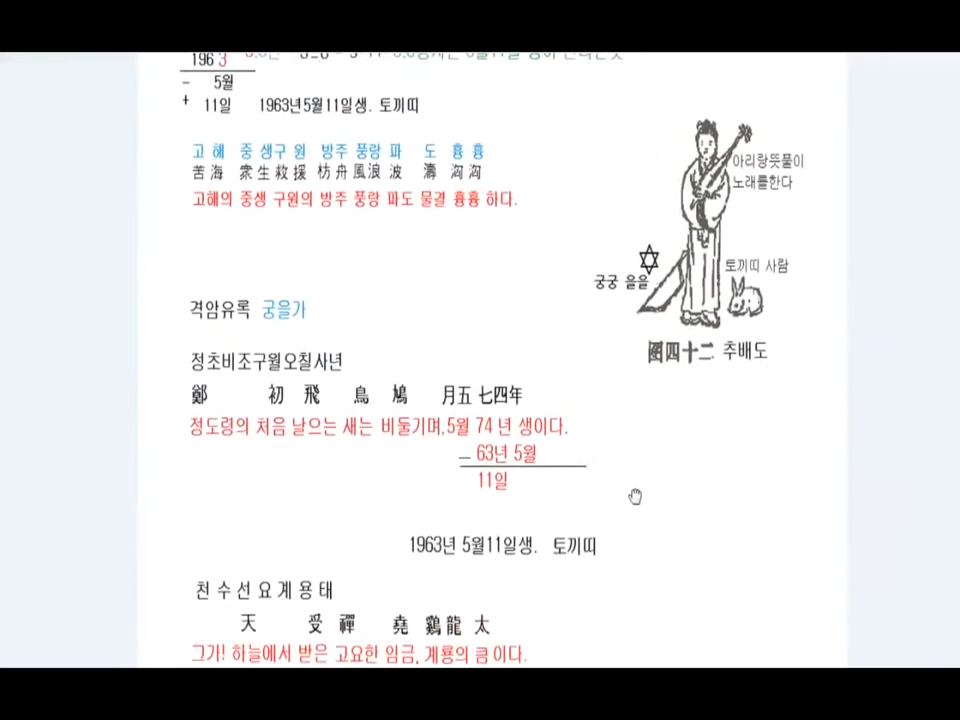 1963
- 5월
+ 11일 1963년5월11일생. 토끼띠
고 혜 중 생구 원 방주 풍랑 파 도 흉 흉
苦 海 衆 生 救 援 枋 舟 風 浪 波 濤 洶 洶
고혜의 중생 구원의 방주 풍랑 파도 물결 흉흉 하다.
아리랑뜻풀이
노래를한다
토끼띠 사람
궁궁 을을
圖四十二 추배도
격암유록 궁을가
정초비조구월오칠사년
鄭 初 飛 鳥 鳩 月五 七四年
정도령의 처음 날으는 새는 비둘기며,5월 74 년 생이다.
- 63년 5월
11일
1963년 5월11일생. 토끼띠
천 수 선 요 계 용 태
天 受 禪 堯 鷄 龍 太
그가! 하늘에서 받은 고요한 임금, 계룡의 큼 이다.